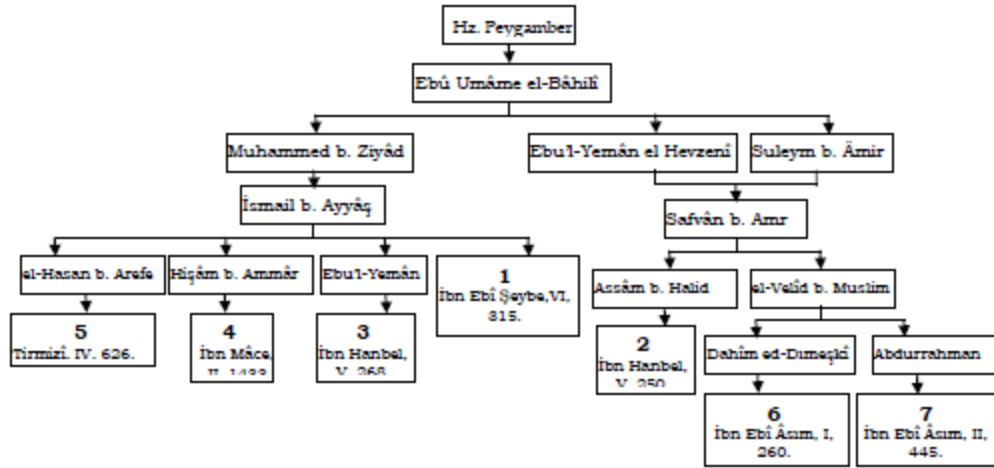 Hz. Peygamber
Ebû Umâme el-Bâhilî
Muhammed b. Ziyâd
Ebu'l-Yemân el Hevzenî
Suleym b. Âmir
İsmail b. Ayyâş
Safvân b. Amr
el-Hasan b. Arefe
Hişâm b. Ammâr
Ebu'l-Yemân
1
İbn Ebî Şeybe,VI,
315.
Assâm b. Halid
el-Velîd b. Muslim
5
Tirmizî. IV. 626.
4
İbn Mâce,
3
İbn Hanbel,
V. 268.
2
İbn Hanbel,
V. 250.
Dahîm ed-Dımeşkî
Abdurrahman
6
İbn Ebî Âsım, I,
260.
7
İbn Ebî Âsım, II,
445.